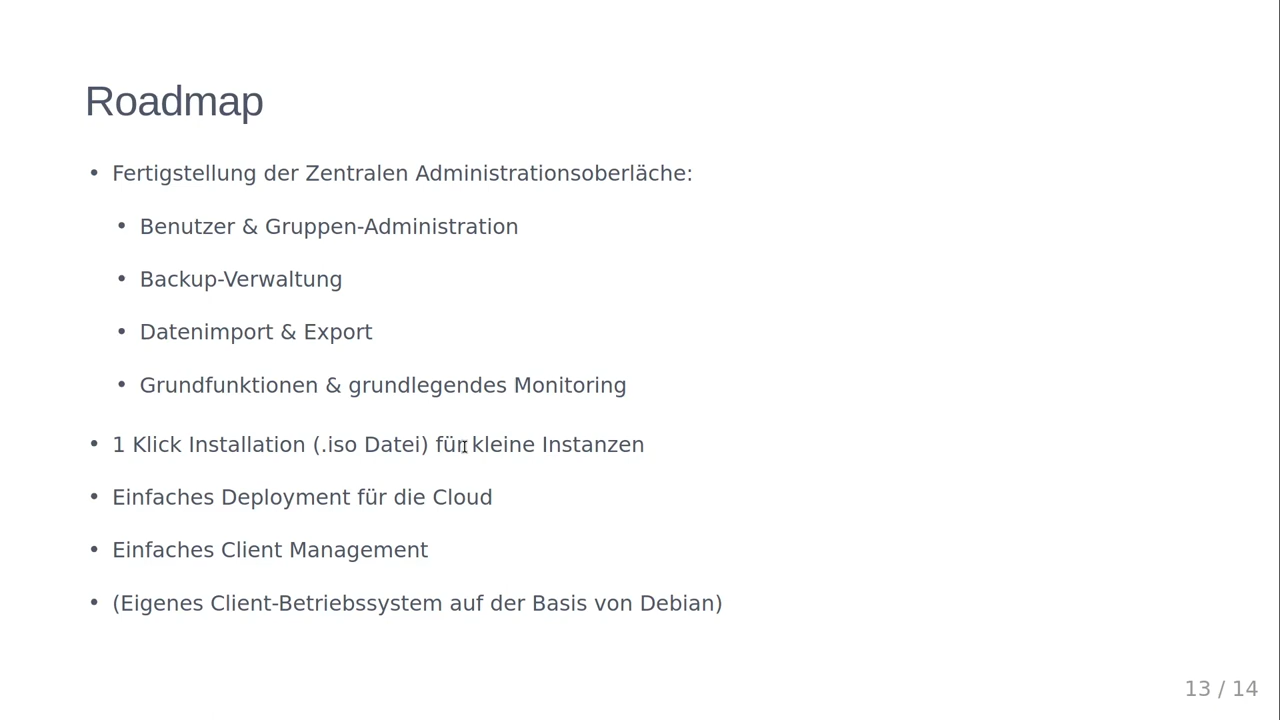 Roadmap
• Fertigstellung der Zentralen Administrationsoberläche:
• Benutzer & Gruppen-Administration
• Backup-Verwaltung
• Datenimport & Export
• Grundfunktionen & grundlegendes Monitoring
• 1 Klick Installation (.iso Datei) für kleine Instanzen
• Einfaches Deployment für die Cloud
• Einfaches Client Management
• (Eigenes Client-Betriebssystem auf der Basis von Debian)
13 / 14